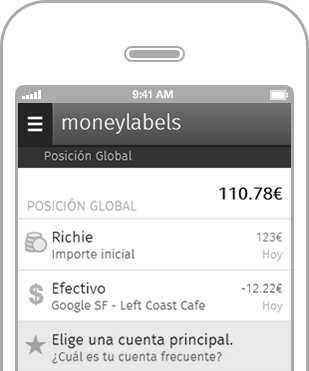 9:41 AM
moneylabels
Posición Global
110.78€
POSICIÓN GLOBAL
Richie 123€
Importe inicial Hoy
Efectivo -12.22€
Google SF - Left Coast Cafe Hoy
Elige una cuenta principal.
¿Cuál es tu cuenta frecuente?